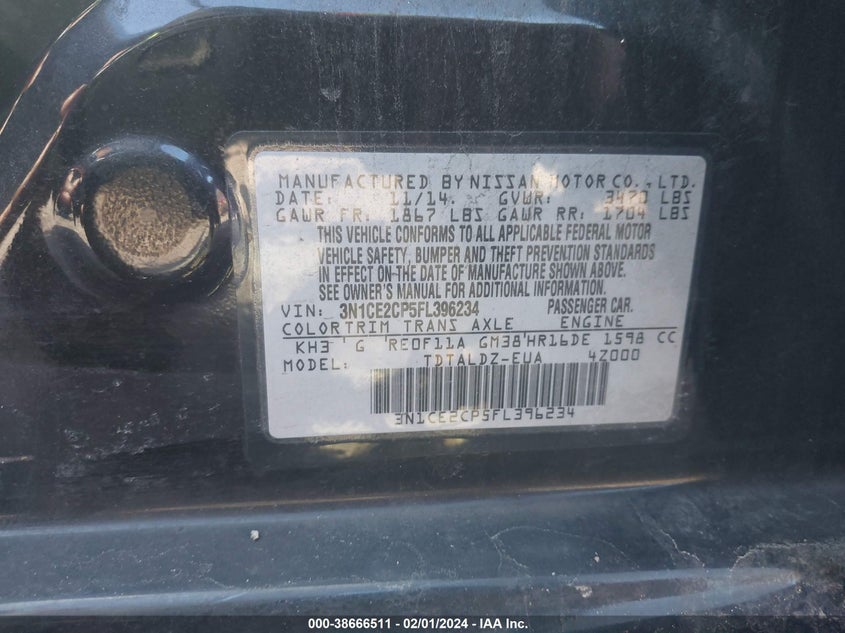 MANUFACTURED BY NISSAN MOTOR CO., LTD.
DATE: 11/14 GVWR: 3470 LBS
GAWR FR: 1867 LBS GAWR RR: 1704 LBS
THIS VEHICLE CONFORMS TO ALL APPLICABLE FEDERAL MOTOR
VEHICLE SAFETY, BUMPER AND THEFT PREVENTION STANDARDS
IN EFFECT ON THE DATE OF MANUFACTURE SHOWN ABOVE.
SEE OWNER'S MANUAL FOR ADDITIONAL INFORMATION
VIN: 3N1CE2CP5FL396234 PASSENGER CAR.
COLORTRIM TRANS AXLE ENGINE
KH3 ' G ' RE0F11A GM38'HR16DE 1598 CC
MODEL: TDTALDZ-EUA 4Z000
3N1CE2CP5FL396234
000-38666511 - 02/01/2024 - IAA Inc.